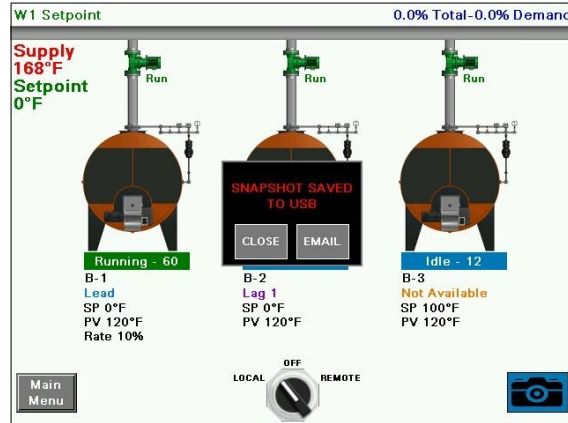 W1 Setpoint
0.0% Total-0.0% Demand
Supply
168°F
Setpoint
0°F
Run
Run
Run
SNAPSHOT SAVED
TO USB
CLOSE
EMAIL
Running - 60
Idle - 12
B-1
Lead
SP 0°F
PV 120°F
Rate 10%
B-2
Lag 1
SP 0°F
PV 120°F
B-3
Not Available
SP 100°F
PV 120°F
OFF
LOCAL
REMOTE
Main
Menu